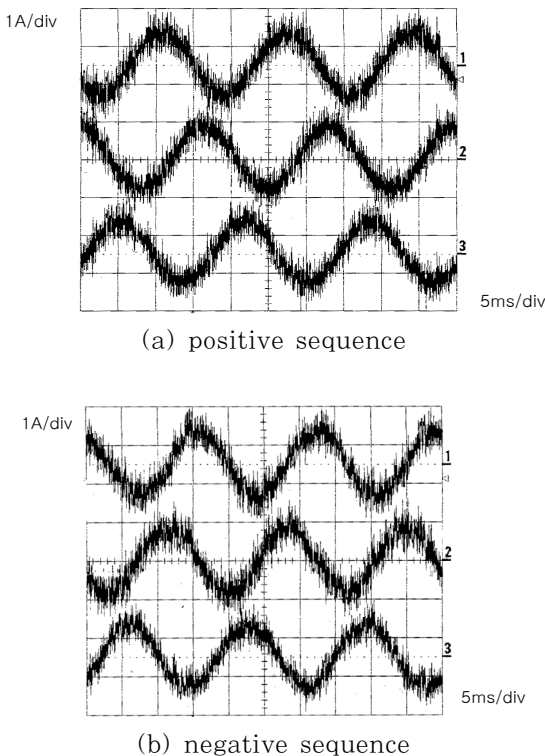 1A/div
1
2
3
5ms/div
(a) positive sequence
1A/div
1
2
3
5ms/div
(b) negative sequence